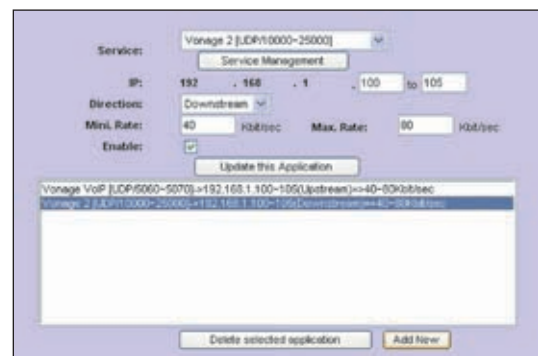 Service: Vonage 2 [UDP/10000~25000]
Service Management
IP: 192 . 168 . 1 . 100 to 105
Direction: Downstream
Mini. Rate: 40 Kbit/sec Max. Rate: 80 Kbit/sec
Enable:
Update this Application
Vonage VoIP [UDP/5060~5070]->192.168.1.100~105(Upstream)=>40~80Kbit/sec
Vonage 2 [UDP/10000~25000]->192.168.1.100~105(Downstream)=>40~80Kbit/sec
Delete selected application Add New